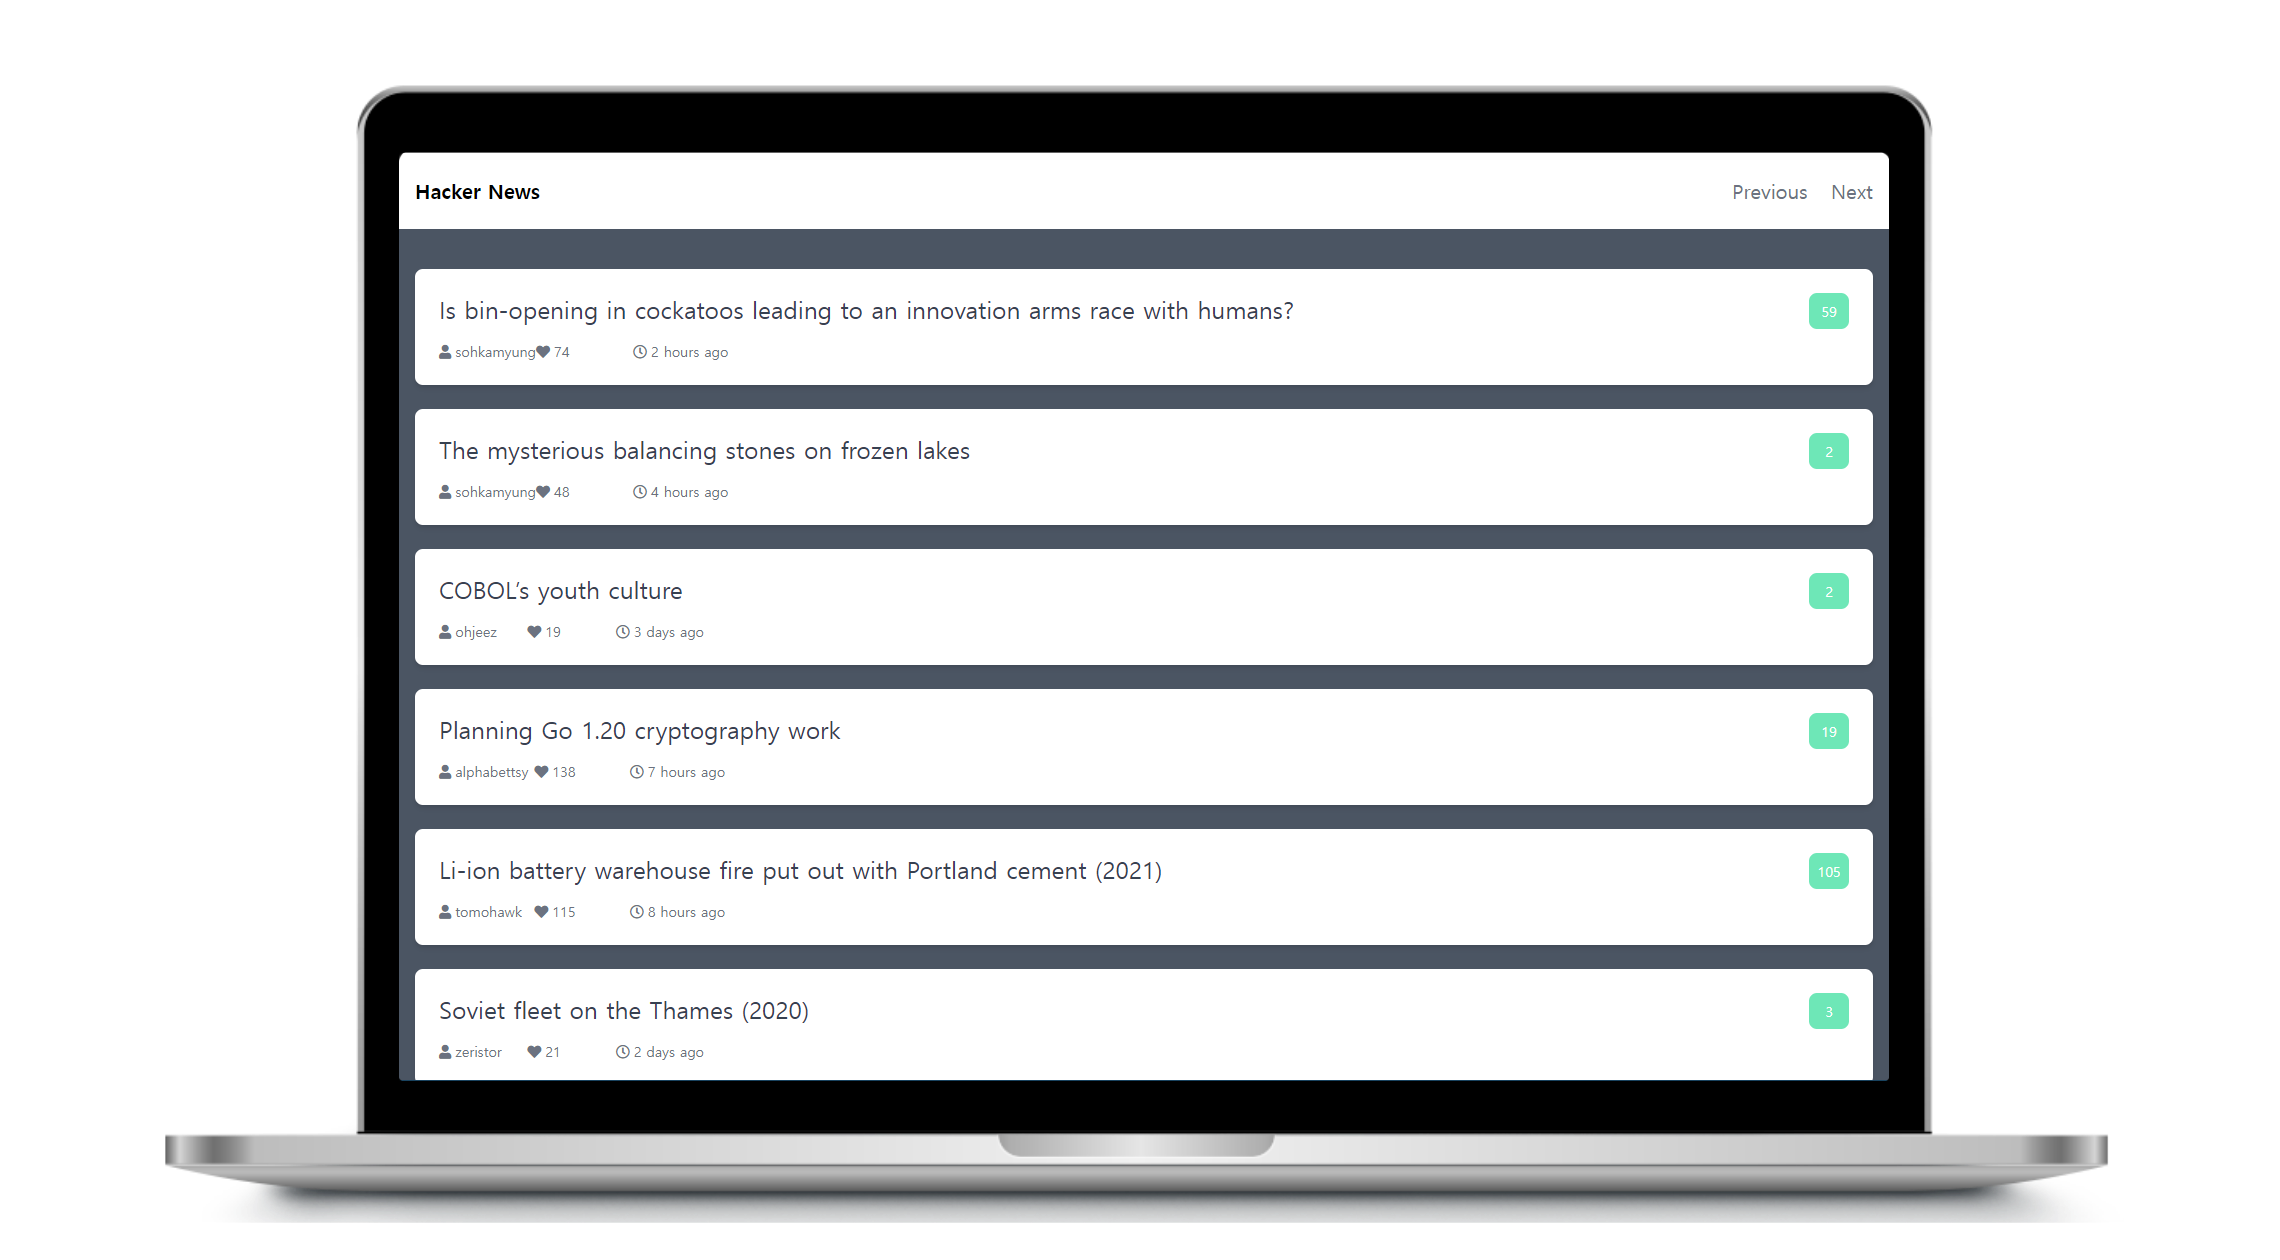 Hacker News Previous Next
Is bin-opening in cockatoos leading to an innovation arms race with humans? 59
sohkamyung 74 2 hours ago
The mysterious balancing stones on frozen lakes 2
sohkamyung 48 4 hours ago
COBOL’s youth culture 2
ohjeez 19 3 days ago
Planning Go 1.20 cryptography work 19
alphabettsy 138 7 hours ago
Li-ion battery warehouse fire put out with Portland cement (2021) 105
tomohawk 115 8 hours ago
Soviet fleet on the Thames (2020) 3
zeristor 21 2 days ago